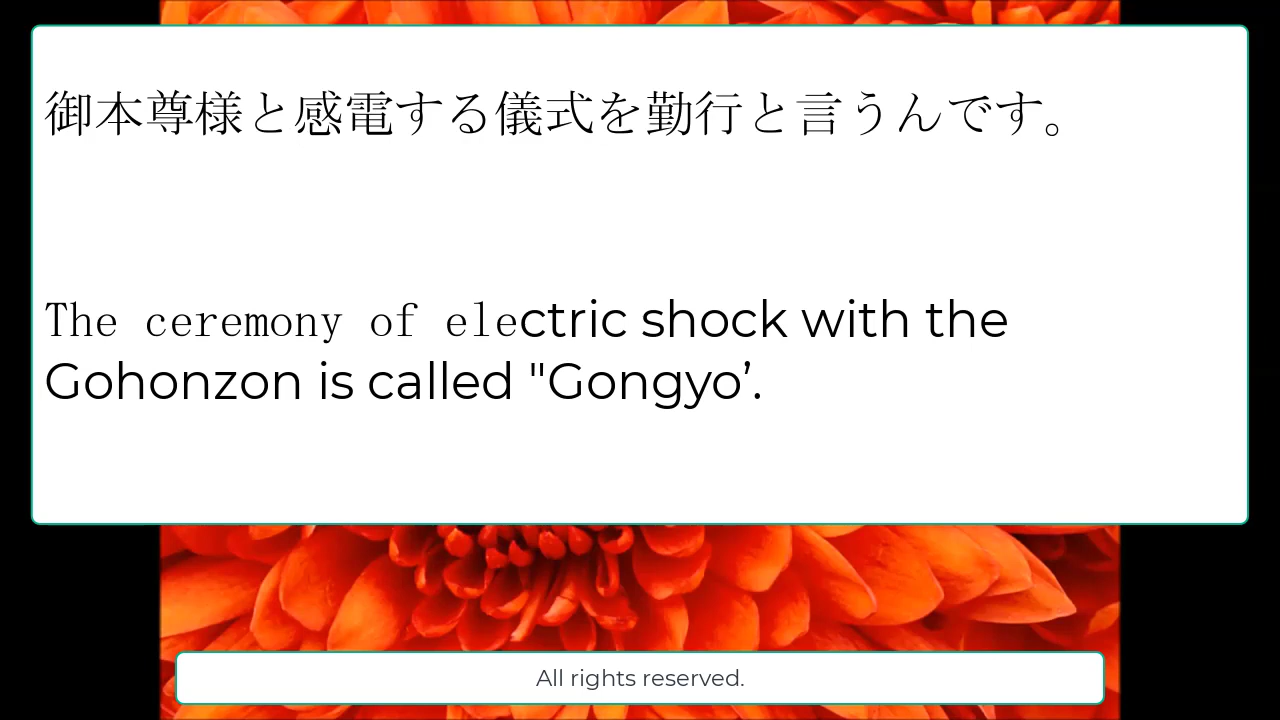 御本尊様と感電する儀式を勤行と言うんです。
The ceremony of electric shock with the
Gohonzon is called "Gongyo’.
All rights reserved.